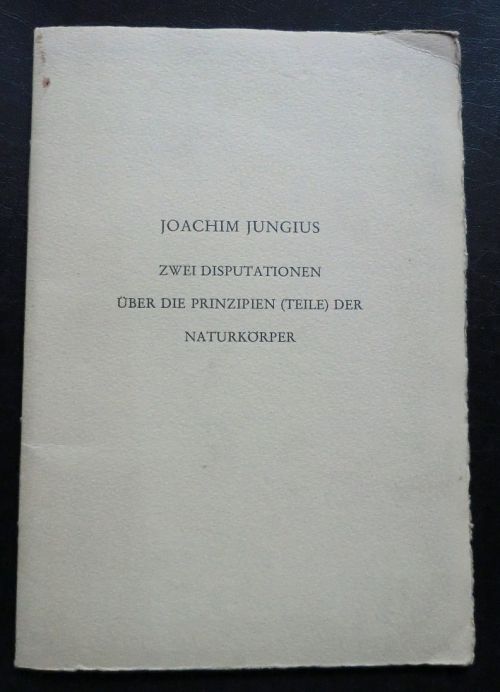 JOACHIM JUNGIUS
ZWEI DISPUTATIONEN
ÜBER DIE PRINZIPIEN (TEILE) DER
NATURKÖRPER